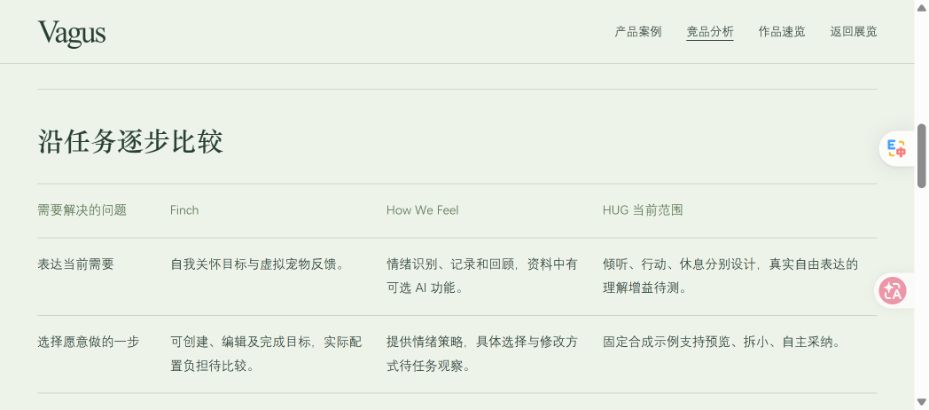 Vagus
产品案例 竞品分析 作品速览 返回展览
沿任务逐步比较
需要解决的问题 Finch How We Feel HUG 当前范围
表达当前需要 自我关怀目标与虚拟宠物反馈。 情绪识别、记录和回顾，资料中有 倾听、行动、休息分别设计，真实自由表达的
可选 AI 功能。 理解增益待测。
选择愿意做的一步 可创建、编辑及完成目标，实际配 提供情绪策略，具体选择与修改方 固定合成示例支持预览、拆小、自主采纳。
置负担待比较。 式待任务观察。